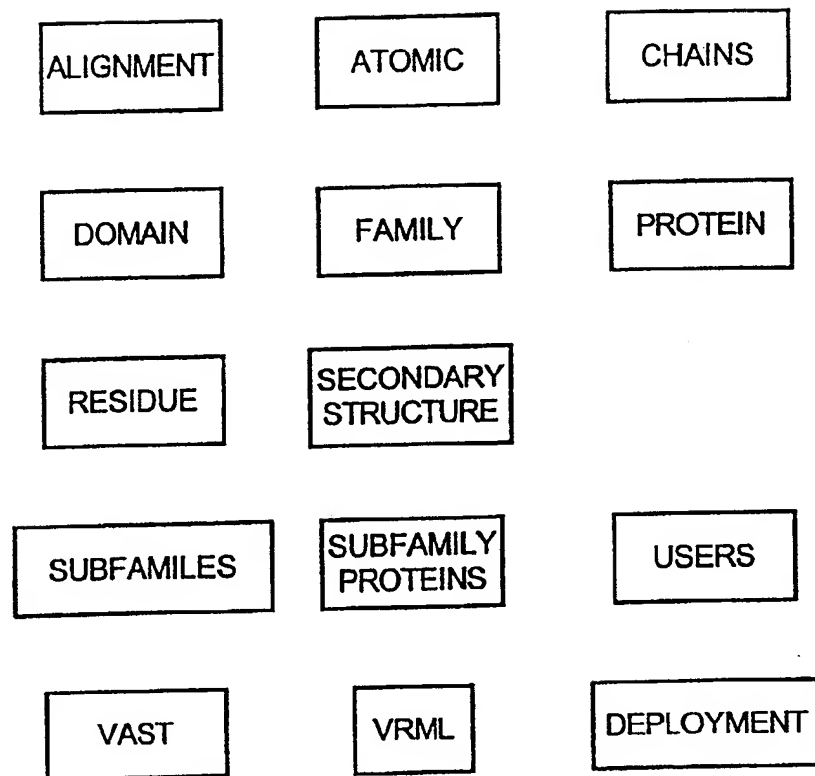 ALIGNMENT
ATOMIC
CHAINS
DOMAIN
FAMILY
PROTEIN
RESIDUE
SECONDARY
STRUCTURE
SUBFAMILES
SUBFAMILY
PROTEINS
USERS
VAST
VRML
DEPLOYMENT